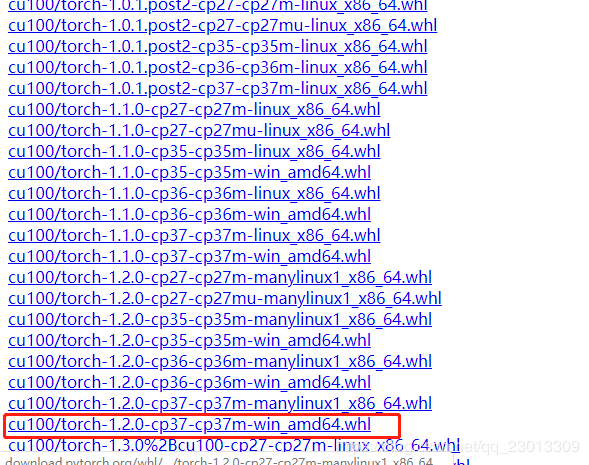 cu100/torch-1.0.1.post2-cp27-cp27m-linux_x86_64.whl
cu100/torch-1.0.1.post2-cp27-cp27mu-linux_x86_64.whl
cu100/torch-1.0.1.post2-cp35-cp35m-linux_x86_64.whl
cu100/torch-1.0.1.post2-cp36-cp36m-linux_x86_64.whl
cu100/torch-1.0.1.post2-cp37-cp37m-linux_x86_64.whl
cu100/torch-1.1.0-cp27-cp27m-linux_x86_64.whl
cu100/torch-1.1.0-cp27-cp27mu-linux_x86_64.whl
cu100/torch-1.1.0-cp35-cp35m-linux_x86_64.whl
cu100/torch-1.1.0-cp35-cp35m-win_amd64.whl
cu100/torch-1.1.0-cp36-cp36m-linux_x86_64.whl
cu100/torch-1.1.0-cp36-cp36m-win_amd64.whl
cu100/torch-1.1.0-cp37-cp37m-linux_x86_64.whl
cu100/torch-1.1.0-cp37-cp37m-win_amd64.whl
cu100/torch-1.2.0-cp27-cp27m-manylinux1_x86_64.whl
cu100/torch-1.2.0-cp27-cp27mu-manylinux1_x86_64.whl
cu100/torch-1.2.0-cp35-cp35m-manylinux1_x86_64.whl
cu100/torch-1.2.0-cp35-cp35m-win_amd64.whl
cu100/torch-1.2.0-cp36-cp36m-manylinux1_x86_64.whl
cu100/torch-1.2.0-cp36-cp36m-win_amd64.whl
cu100/torch-1.2.0-cp37-cp37m-manylinux1_x86_64.whl
cu100/torch-1.2.0-cp37-cp37m-win_amd64.whl
cu100/torch-1.3.0%2Bcu100-cp27-cp27m-linux_x86_64.whl
download.pytorch.org/whl/.../torch-1.2.0-cp27-cp27m-manylinux1_x86_64
.whl